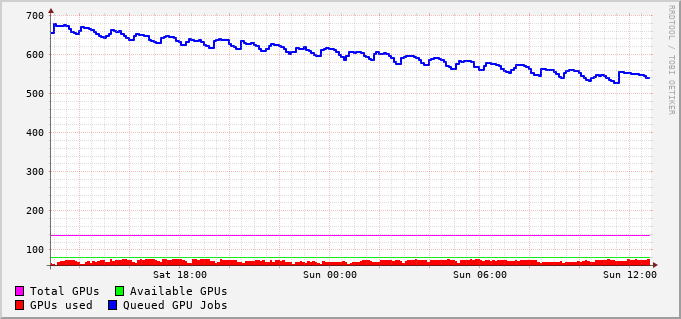 700
600
500
400
300
200
100
Sat 18:00 Sun 00:00 Sun 06:00 Sun 12:00
Total GPUs Available GPUs
GPUs used Queued GPU Jobs
RRDTOOL / TOBI OETIKER